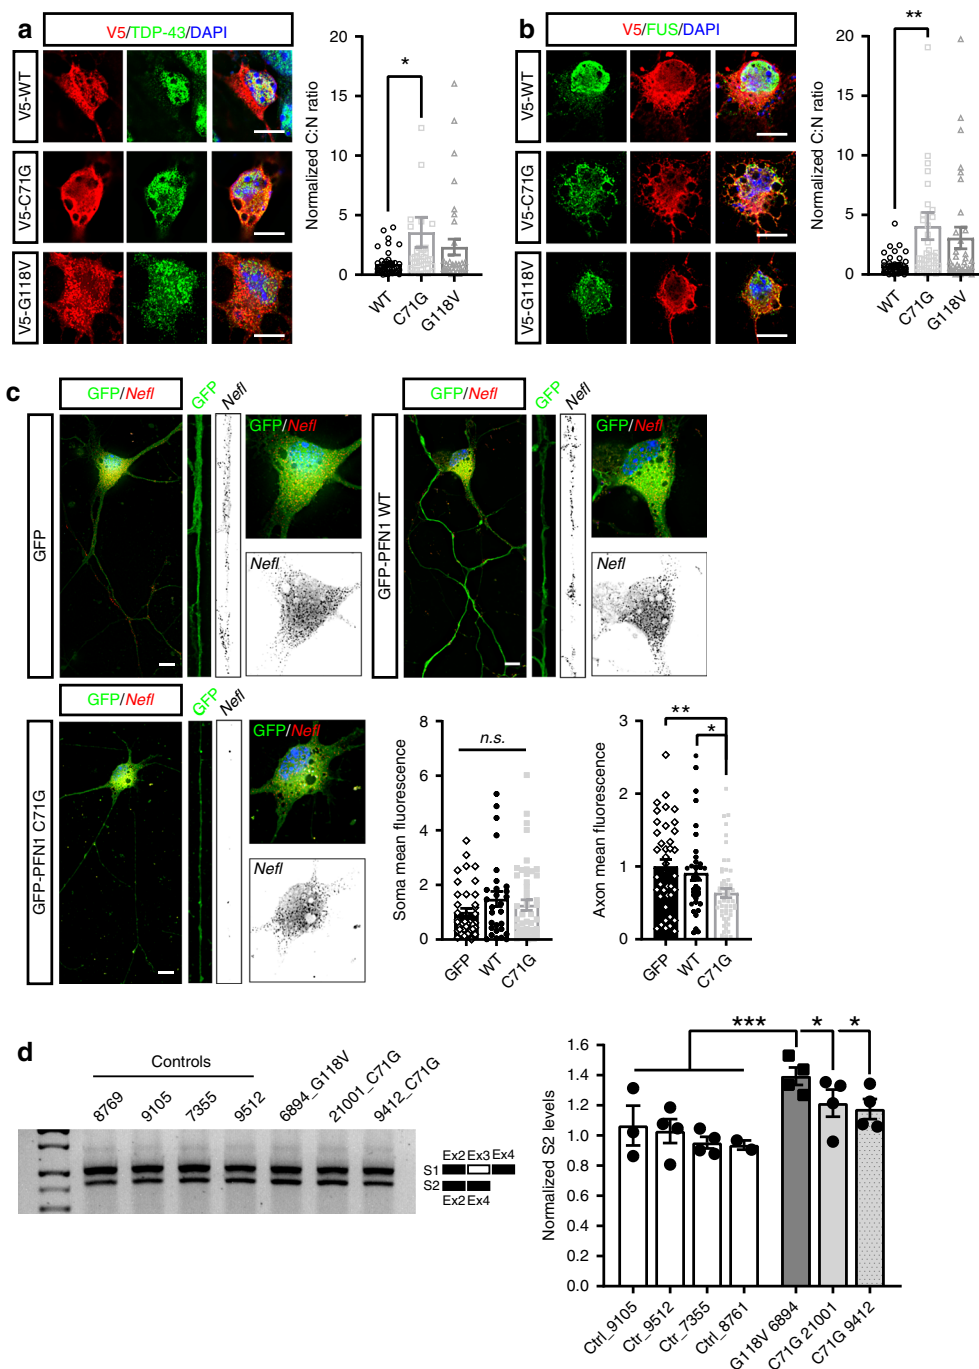 a
V5/TDP-43/DAPI
V5-WT
V5-C71G
V5-G118V
Normalized C:N ratio
20
15
10
5
0
*
WT
C71G
G118V
b
V5/FUS/DAPI
V5-WT
V5-C71G
V5-G118V
Normalized C:N ratio
20
15
10
5
0
**
WT
C71G
G118V
c
GFP/Nefl
GFP
Nefl
GFP
GFP/Nefl
Nefl
GFP/Nefl
GFP
Nefl
GFP-PFN1 WT
GFP/Nefl
Nefl
GFP/Nefl
GFP
Nefl
GFP-PFN1 C71G
GFP/Nefl
Nefl
Soma mean fluorescence
8
6
4
2
0
n.s.
GFP
WT
C71G
Axon mean fluorescence
3
2
1
0
**
*
GFP
WT
C71G
d
Controls
8769
9105
7355
9512
6894_G118V
21001_C71G
9412_C71G
Ex2 Ex3 Ex4
S1
S2
Ex2 Ex4
Normalized S2 levels
1.6
1.4
1.2
1.0
0.8
0.6
0.4
0.2
0.0
***
*
*
Ctrl_9105
Ctr_9512
Ctr_7355
Ctrl_8761
G118V 6894
C71G 21001
C71G 9412